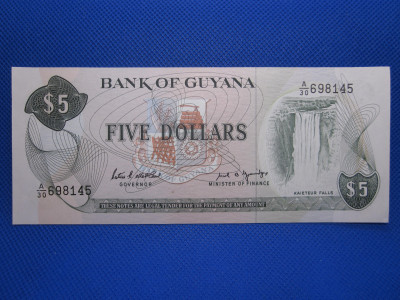 BANK OF GUYANA
A/30 698145
$5
FIVE DOLLARS
A/30 698145
GOVERNOR
MINISTER OF FINANCE
KAIETEUR FALLS
$5
THESE NOTES ARE LEGAL TENDER FOR THE PAYMENT OF ANY AMOUNT